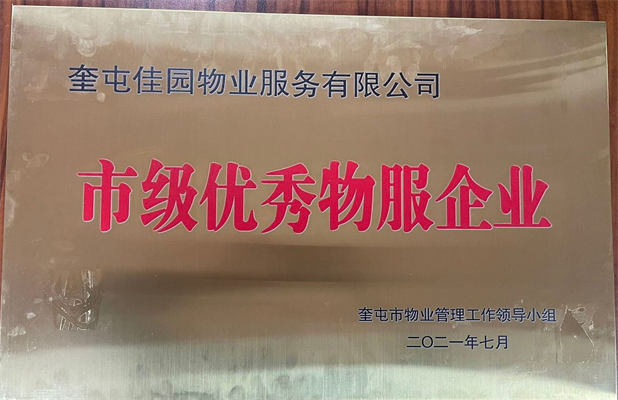 奎屯佳园物业服务有限公司
市级优秀物服企业
奎屯市物业管理工作领导小组
二〇二一年七月